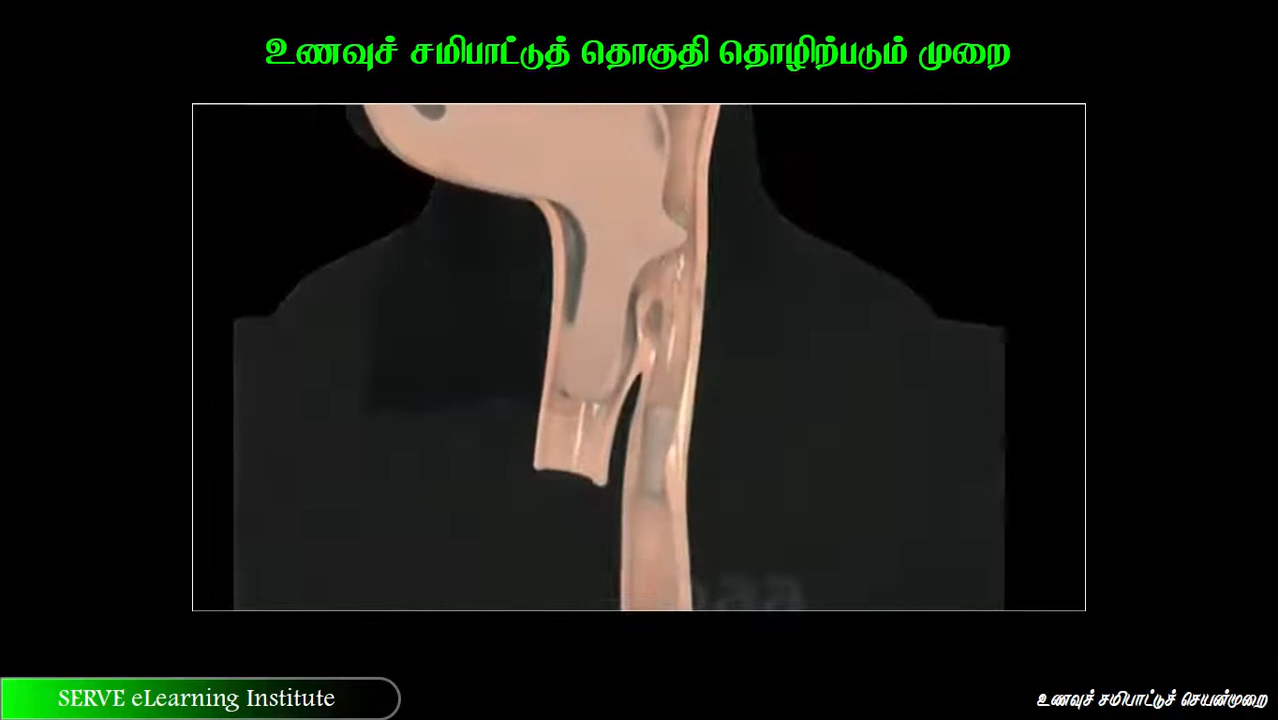 உணவுச் சமிபாட்டுத் தொகுதி தொழிற்படும் முறை
SERVE eLearning Institute
உணவுச் சமிபாட்டுச் செயன்முறை